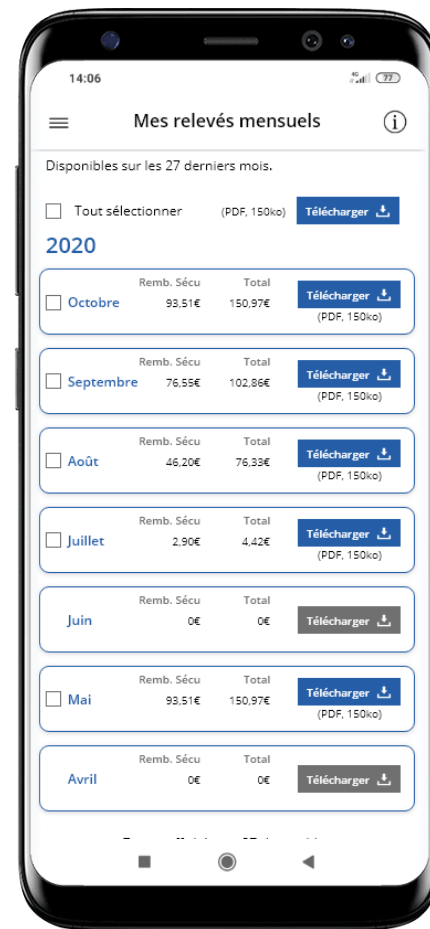 14:06
4G
77
Mes relevés mensuels
i
Disponibles sur les 27 derniers mois.
Tout sélectionner (PDF, 150ko) Télécharger
2020
Remb. Sécu Total
Octobre 93,51€ 150,97€ Télécharger
(PDF, 150ko)
Remb. Sécu Total
Septembre 76,55€ 102,86€ Télécharger
(PDF, 150ko)
Remb. Sécu Total
Août 46,20€ 76,33€ Télécharger
(PDF, 150ko)
Remb. Sécu Total
Juillet 2,90€ 4,42€ Télécharger
(PDF, 150ko)
Remb. Sécu Total
Juin 0€ 0€ Télécharger
Remb. Sécu Total
Mai 93,51€ 150,97€ Télécharger
(PDF, 150ko)
Remb. Sécu Total
Avril 0€ 0€ Télécharger